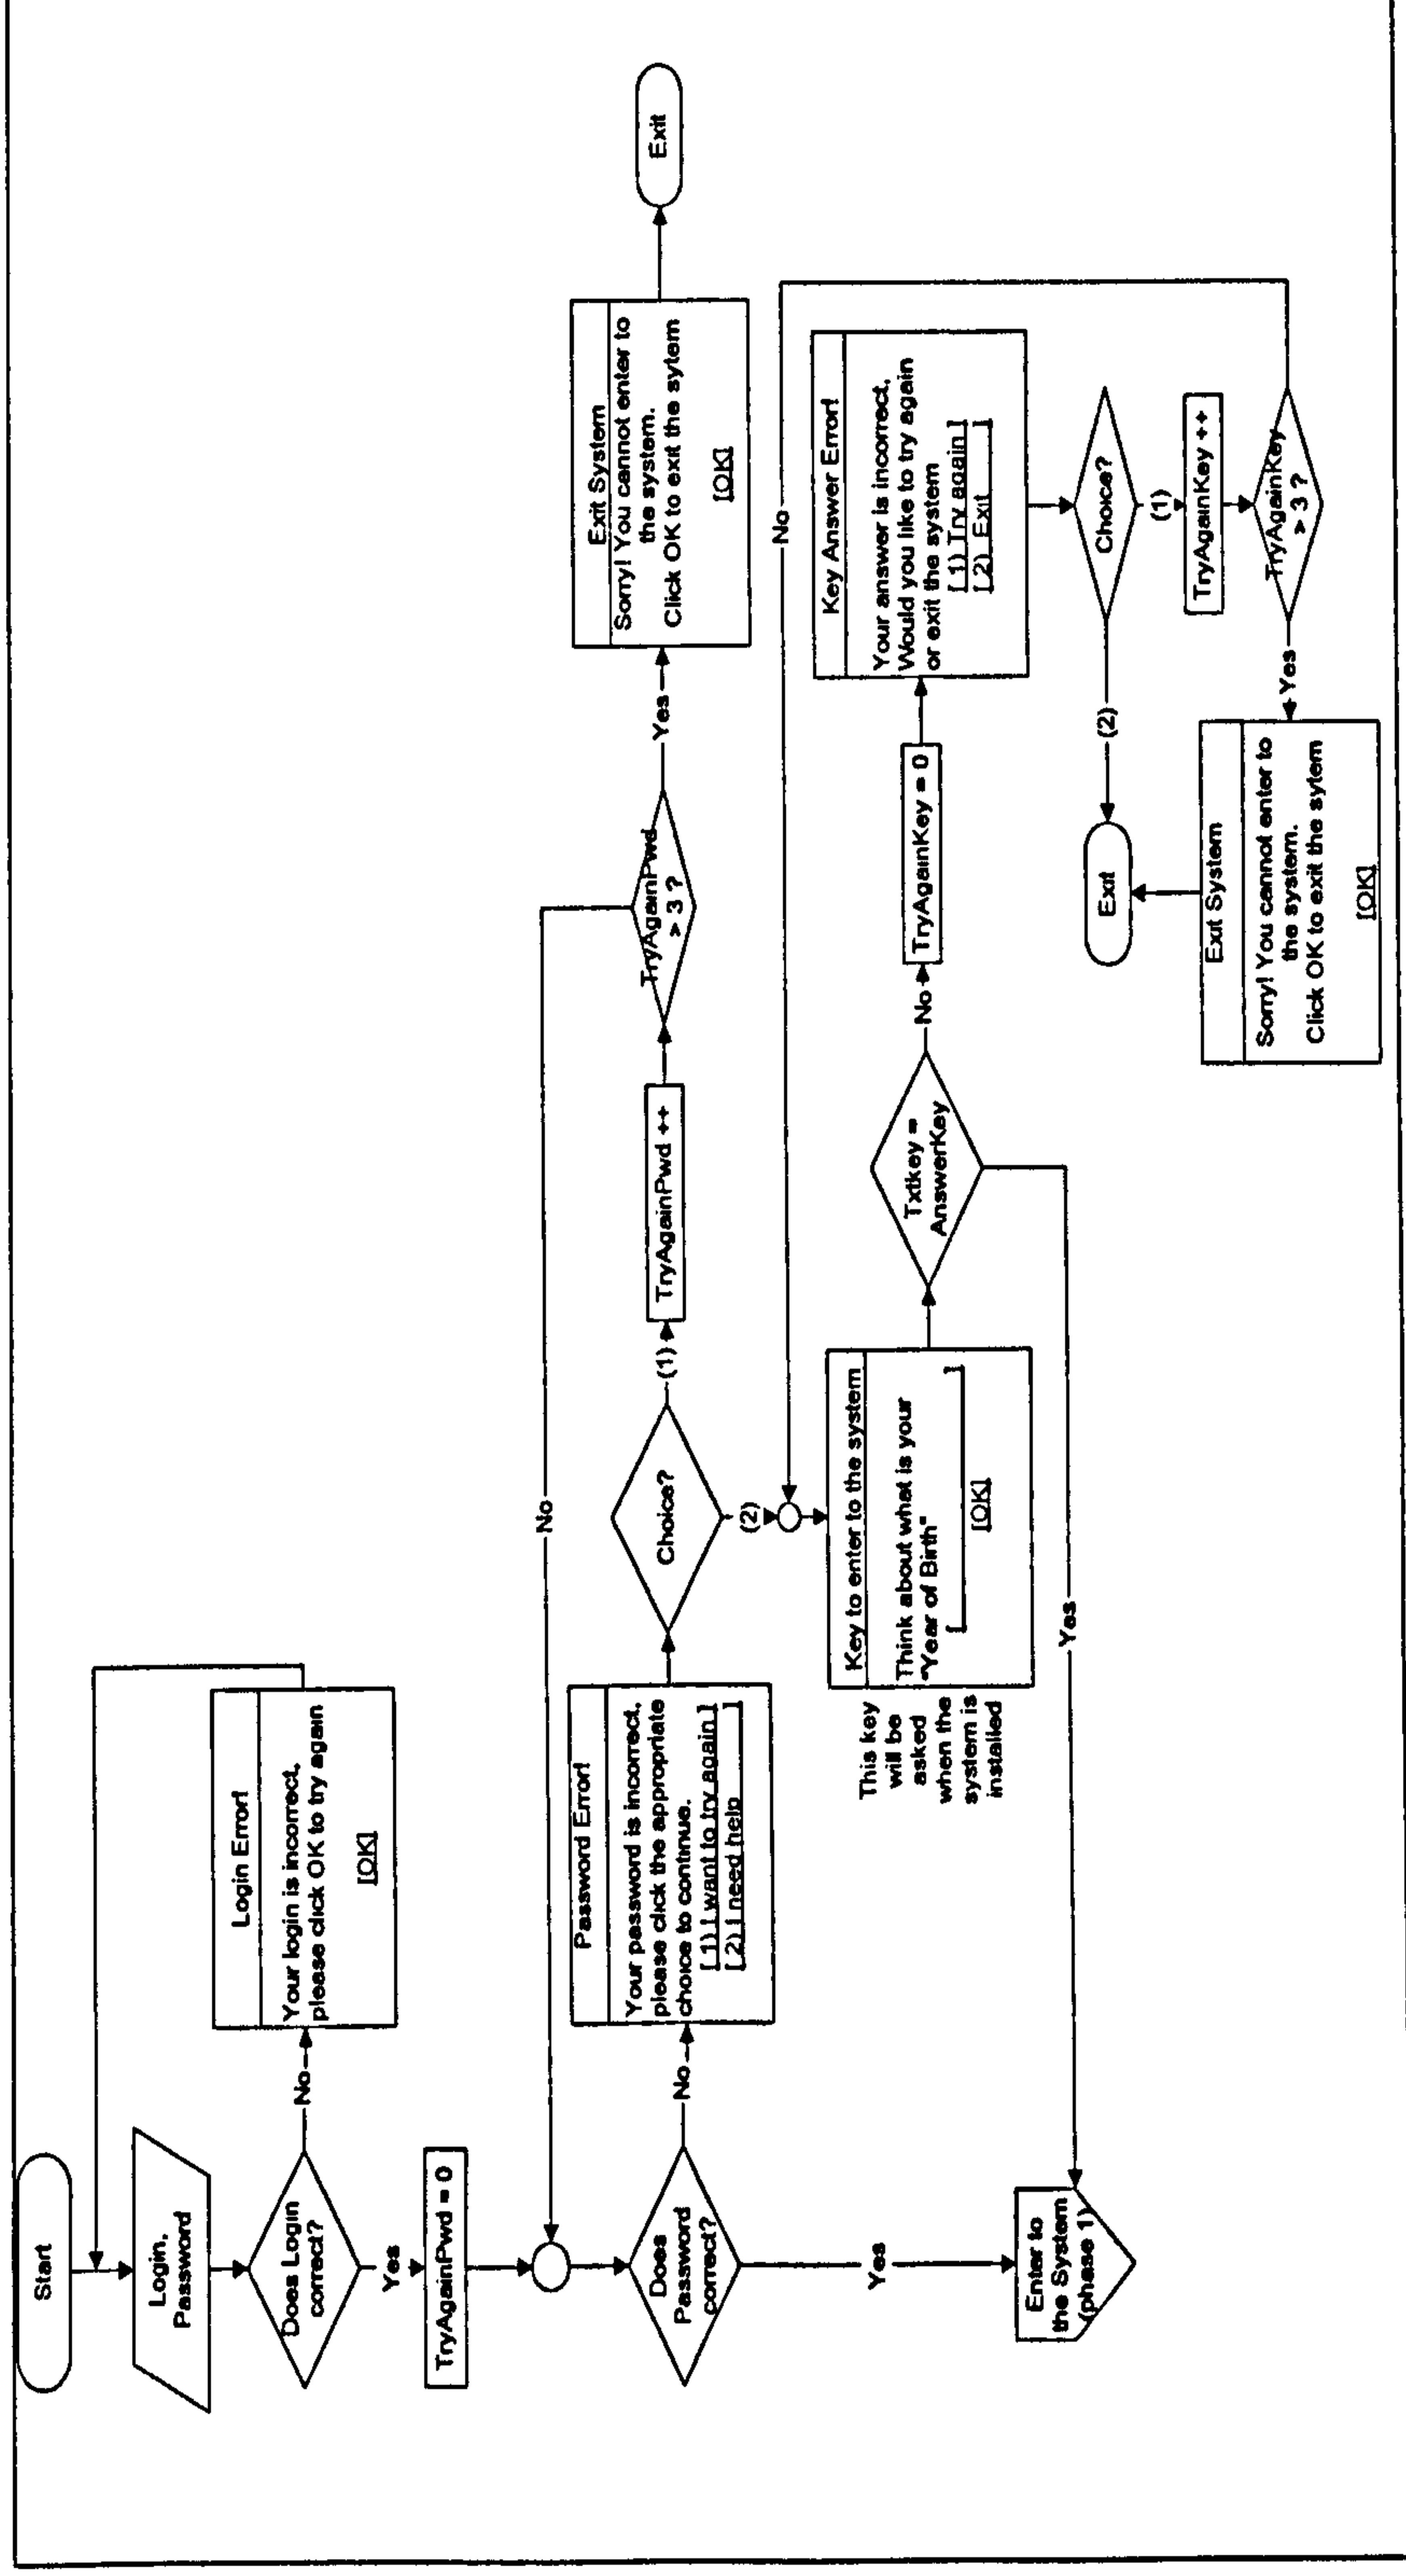 Start
Login,
Password
Does Login
correct?
No
Login Error!
Your login is incorrect,
please click OK to try again
[OK]
Yes
TryAgainPwd = 0
No
Does
Password
correct?
No
Password Error!
Your password is incorrect,
please click the appropriate
choice to continue.
[ 1) I want to try again ]
[ 2) I need help ]
Choice?
(1)
TryAgainPwd ++
TryAgainPwd
> 3 ?
Yes
Exit System
Sorry! You cannot enter to
the system.
Click OK to exit the sytem
[OK]
Exit
(2)
No
This key
will be
asked
when the
system is
installed
Key to enter to the system
Think about what is your
"Year of Birth"
[ ]
[OK]
Txtkey =
AnswerKey
No
TryAgainKey = 0
Key Answer Error!
Your answer is incorrect,
Would you like to try again
or exit the system
[ 1) Try again ]
[ 2) Exit ]
Yes
Enter to
the System
(phase 1)
Yes
Choice?
(2)
Exit
(1)
TryAgainKey ++
TryAgainKey
> 3 ?
Yes
Exit System
Sorry! You cannot enter to
the system.
Click OK to exit the sytem
[OK]